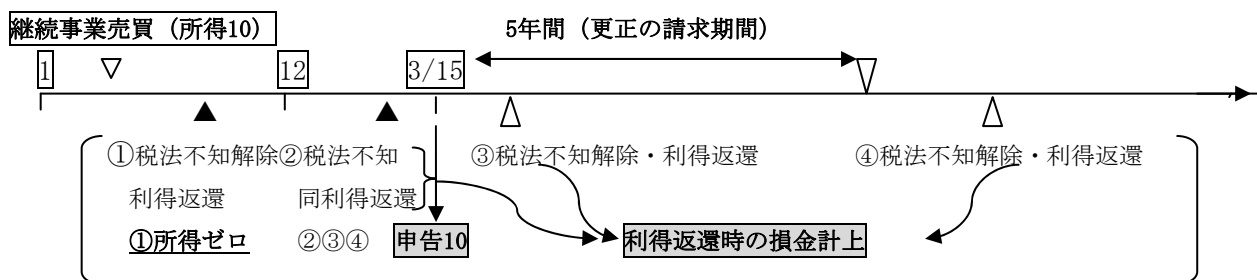 継続事業売買（所得10）
5年間（更正の請求期間）
1 12 3/15
①税法不知解除②税法不知 ③税法不知解除・利得返還 ④税法不知解除・利得返還
利得返還 同利得返還
①所得ゼロ ②③④ 申告10 利得返還時の損金計上